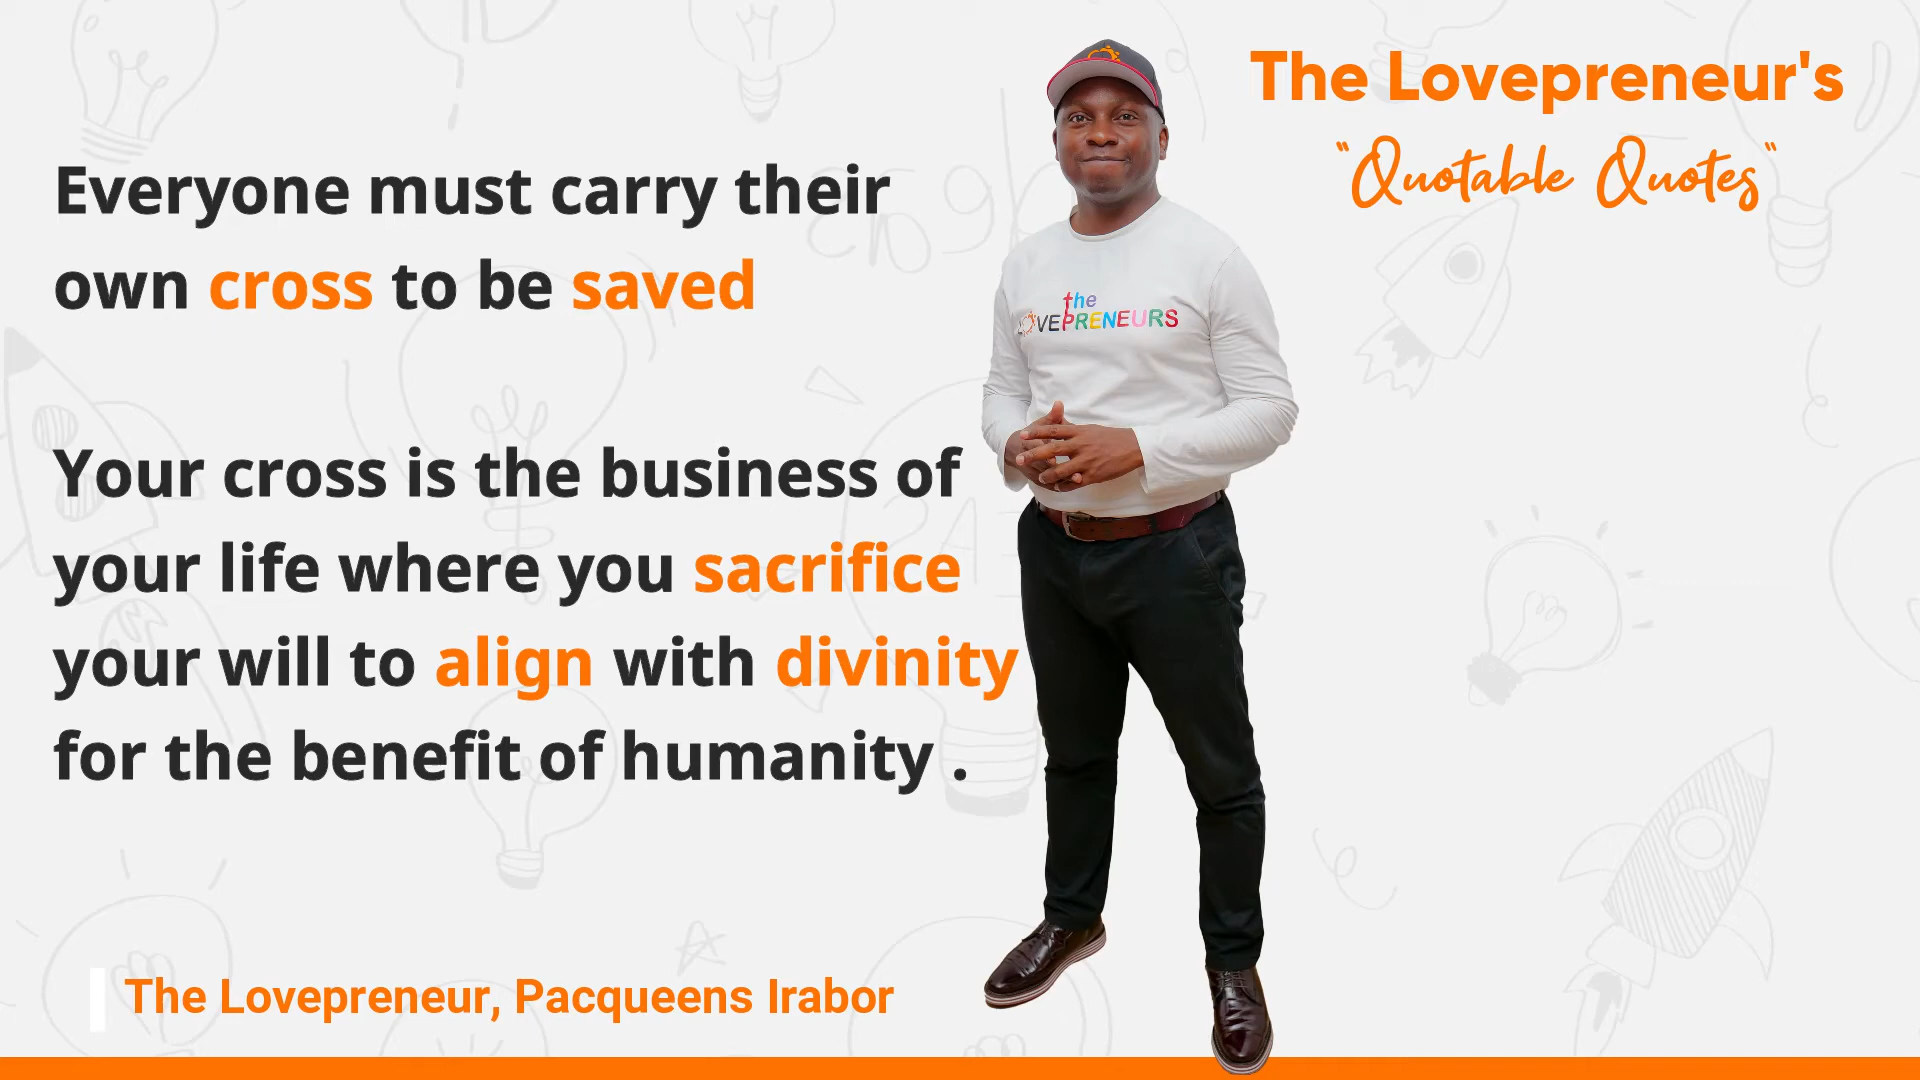 The Lovepreneur's
"Quotable Quotes"
Everyone must carry their
own cross to be saved
Your cross is the business of
your life where you sacrifice
your will to align with divinity
for the benefit of humanity .
the
LOVEPRENEURS
The Lovepreneur, Pacqueens Irabor